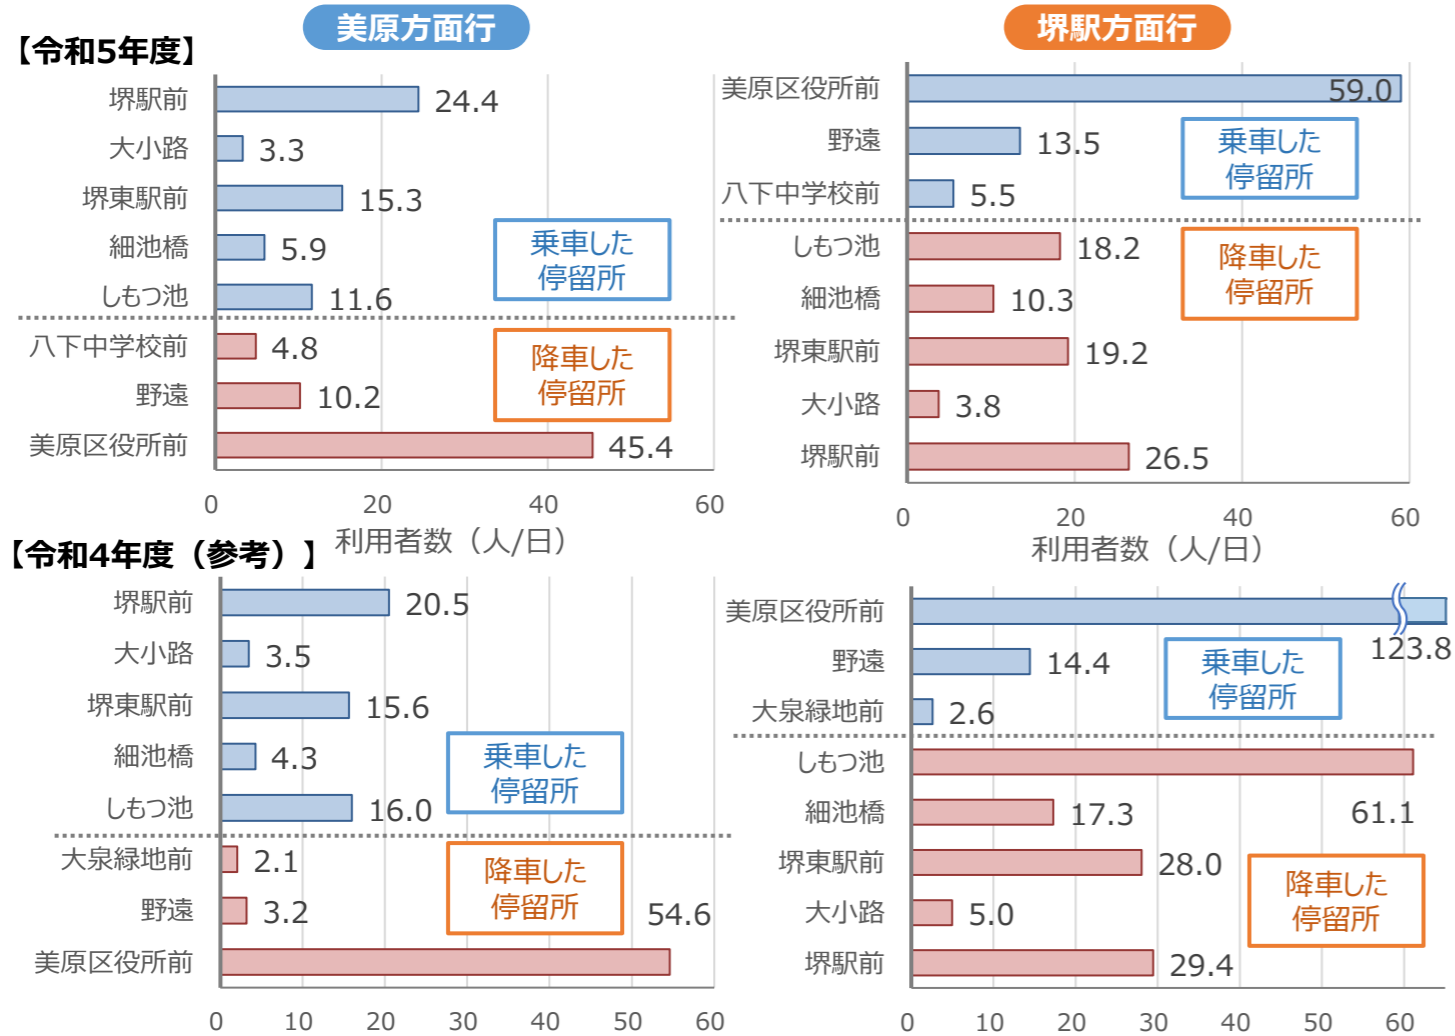 美原方面行
堺駅方面行
【令和5年度】
堺駅前
24.4
大小路
3.3
堺東駅前
15.3
細池橋
5.9
しもつ池
11.6
八下中学校前
4.8
野遠
10.2
美原区役所前
45.4
乗車した
停留所
降車した
停留所
0
20
40
60
利用者数（人/日）
美原区役所前
59.0
野遠
13.5
八下中学校前
5.5
しもつ池
18.2
細池橋
10.3
堺東駅前
19.2
大小路
3.8
堺駅前
26.5
乗車した
停留所
降車した
停留所
0
20
40
60
利用者数（人/日）
【令和4年度（参考）】
堺駅前
20.5
大小路
3.5
堺東駅前
15.6
細池橋
4.3
しもつ池
16.0
大泉緑地前
2.1
野遠
3.2
美原区役所前
54.6
乗車した
停留所
降車した
停留所
0
10
20
30
40
50
60
美原区役所前
123.8
野遠
14.4
大泉緑地前
2.6
しもつ池
61.1
細池橋
17.3
堺東駅前
28.0
大小路
5.0
堺駅前
29.4
乗車した
停留所
降車した
停留所
0
10
20
30
40
50
60